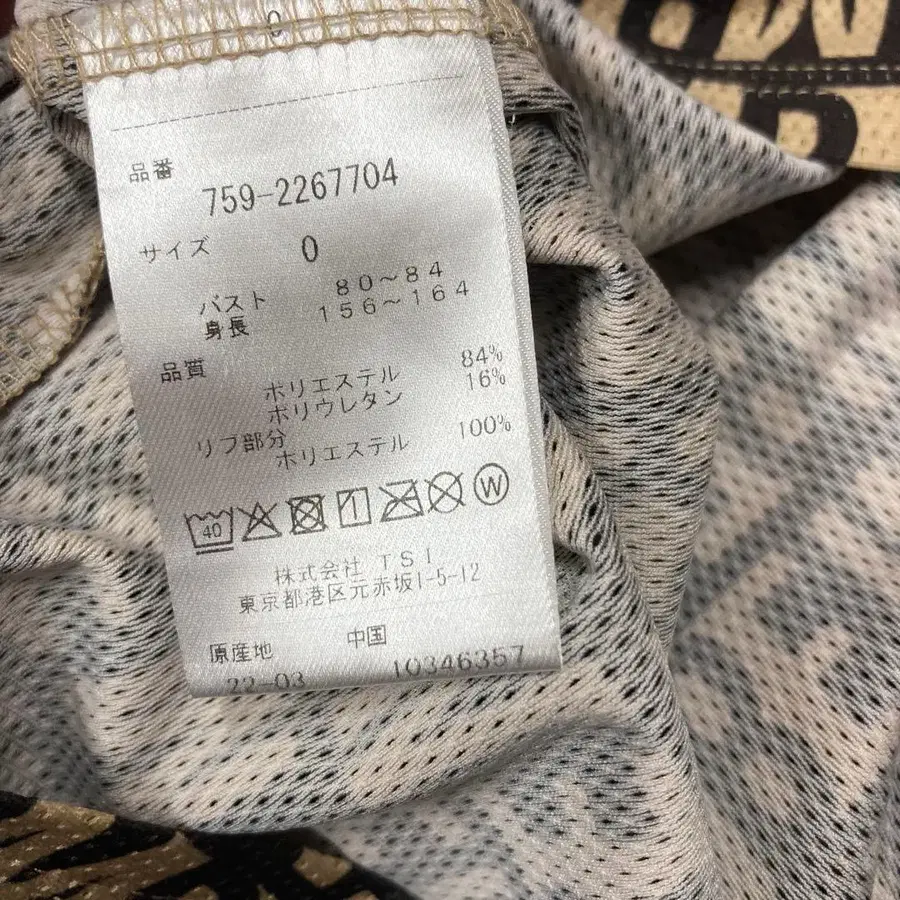 0
品番
759-2267704
サイズ 0
バスト 80～84
身長 156～164
品質
ポリエステル 84%
ポリウレタン 16%
リブ部分
ポリエステル 100%
40
W
株式会社 TSI
東京都港区元赤坂1-5-12
原産地 中国
22-03 10346357